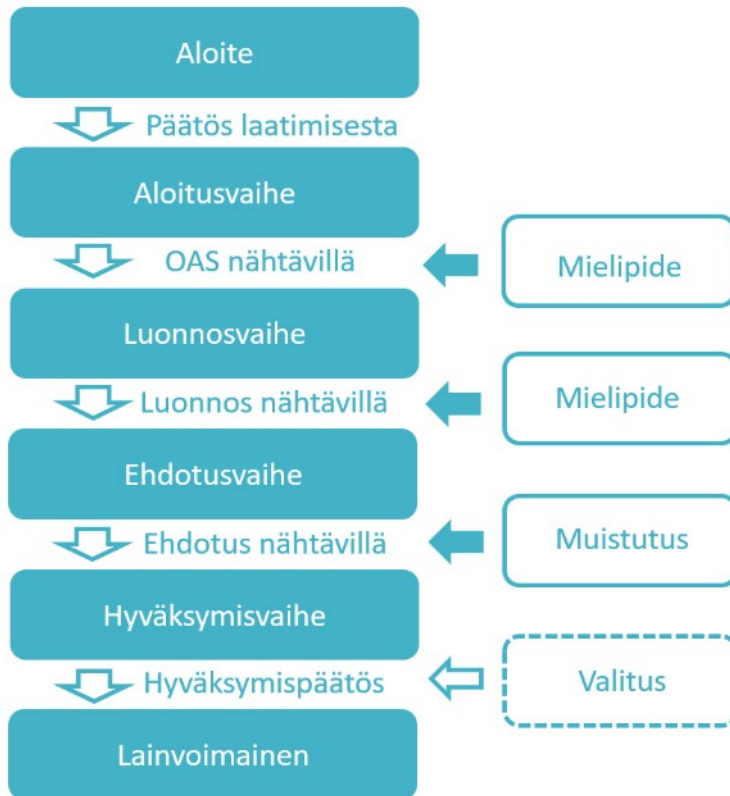 Aloite
Päätös laatimisesta
Aloitusvaihe
OAS nähtävillä
Mielipide
Luonnosvaihe
Luonnos nähtävillä
Mielipide
Ehdotusvaihe
Ehdotus nähtävillä
Muistutus
Hyväksymisvaihe
Hyväksymispäätös
Valitus
Lainvoimainen